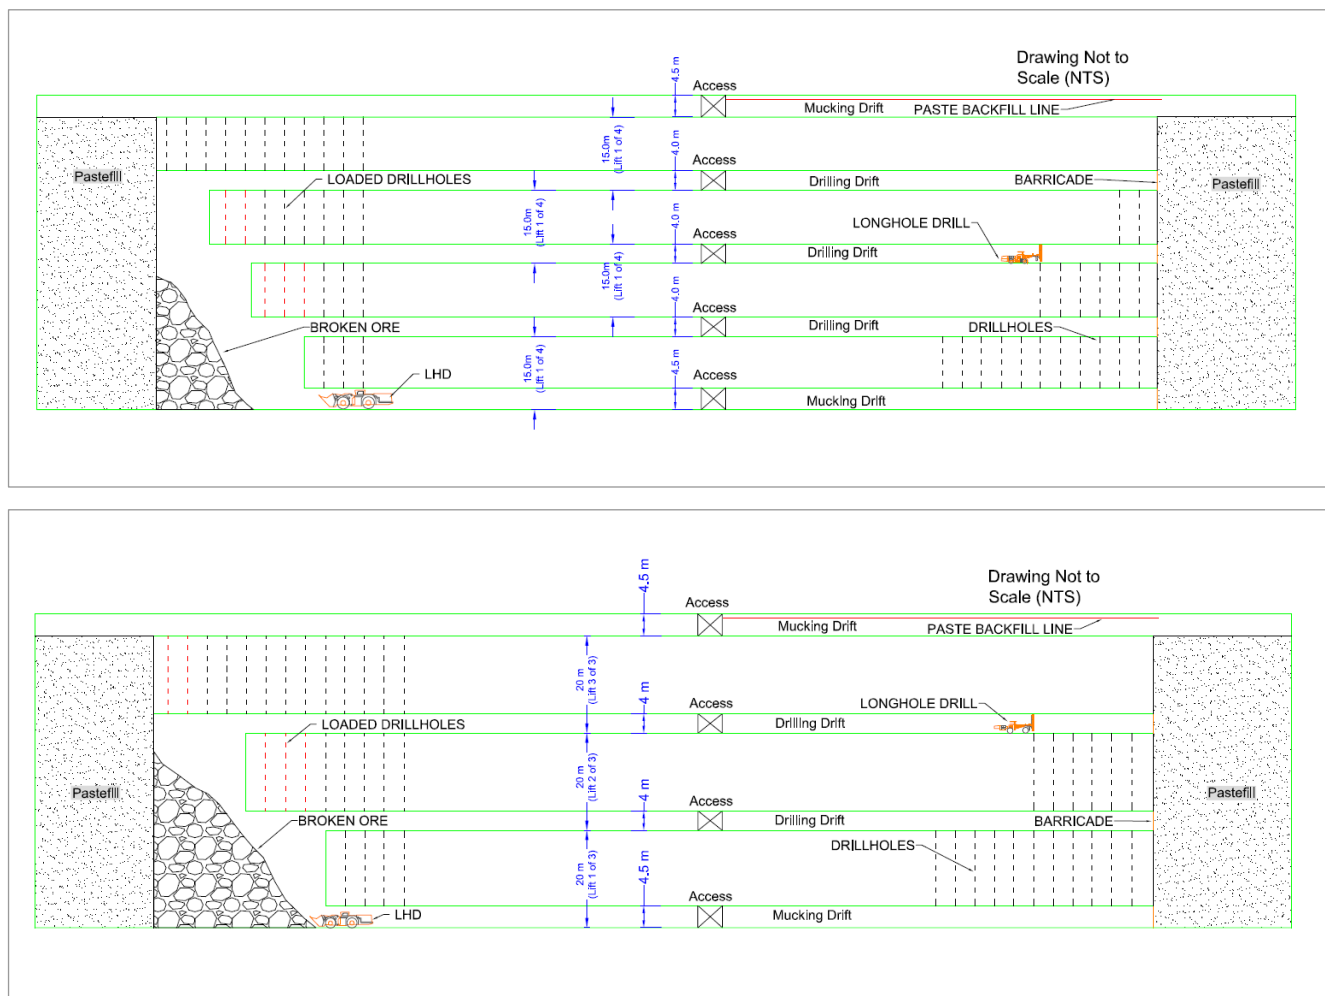 Drawing Not to
Scale (NTS)
4.5 m
Access
Mucking Drift
PASTE BACKFILL LINE
15.0m
(Lift 1 of 4)
4.0 m
Access
Pastefill
LOADED DRILLHOLES
Drilling Drift
BARRICADE
Pastefill
15.0m
(Lift 1 of 4)
LONGHOLE DRILL
4.0 m
Access
Drilling Drift
15.0m
(Lift 1 of 4)
4.0 m
Access
BROKEN ORE
Drilling Drift
DRILLHOLES
15.0m
(Lift 1 of 4)
4.5 m
LHD
Access
Mucking Drift
4.5 m
Drawing Not to
Scale (NTS)
Access
Mucking Drift
PASTE BACKFILL LINE
20 m
(Lift 3 of 3)
4 m
Access
LONGHOLE DRILL
LOADED DRILLHOLES
Drilling Drift
20 m
(Lift 2 of 3)
4 m
Pastefill
Access
Pastefill
BROKEN ORE
Drilling Drift
BARRICADE
DRILLHOLES
20 m
(Lift 1 of 3)
4.5 m
Access
LHD
Mucking Drift